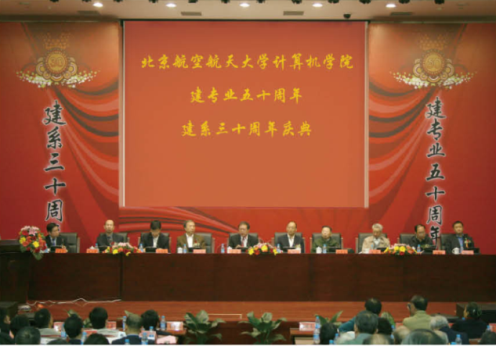 北京航空航天大学计算机学院
建专业五十周年
建系三十周年庆典
建系三十周
建专业五十周年